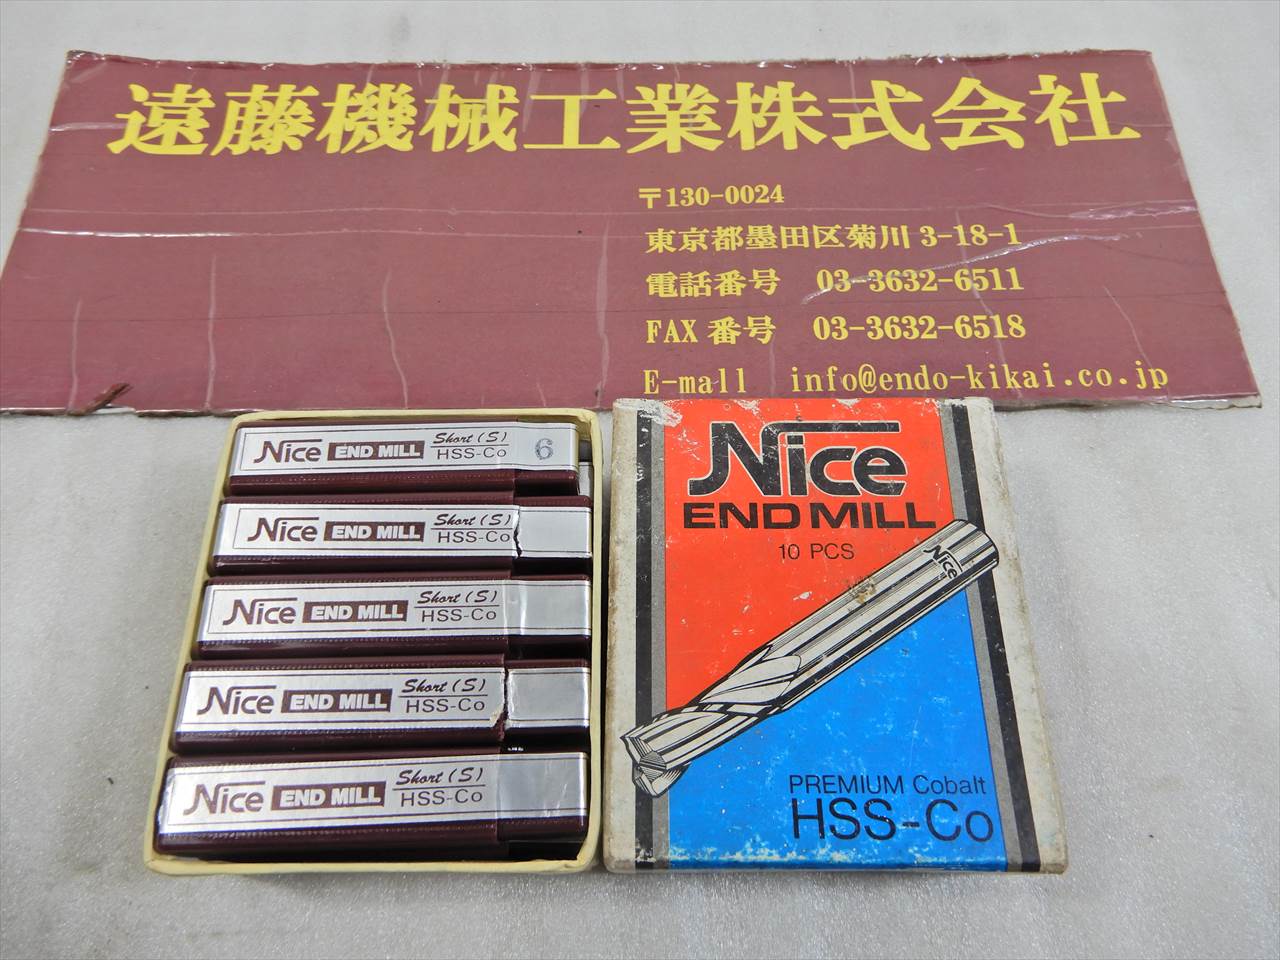 遠藤機械工業株式会社
〒130-0024
東京都墨田区菊川 3-18-1
電話番号 03-3632-6511
FAX 番号 03-3632-6518
E-mall info@endo-kikai.co.jp
Nice END MILL Short (S) HSS-Co 6
Nice END MILL Short (S) HSS-Co
Nice END MILL Short (S) HSS-Co
Nice END MILL Short (S) HSS-Co
Nice END MILL Short (S) HSS-Co
Nice
END MILL
10 PCS
Nice
PREMIUM Cobalt
HSS-Co